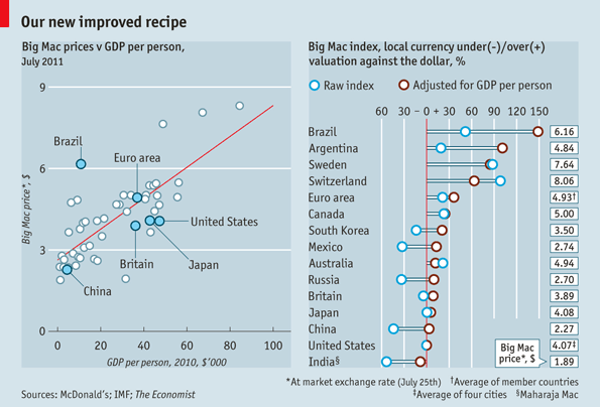 Our new improved recipe
Big Mac prices v GDP per person,
July 2011
9
6
3
0
Big Mac price*, $
Brazil
Euro area
United States
Britain
Japan
China
0 20 40 60 80 100
GDP per person, 2010, $'000
Big Mac index, local currency under(-)/over(+)
valuation against the dollar, %
Raw index Adjusted for GDP per person
60 30 – 0 + 30 60 90 120 150
Brazil 6.16
Argentina 4.84
Sweden 7.64
Switzerland 8.06
Euro area 4.93†
Canada 5.00
South Korea 3.50
Mexico 2.74
Australia 4.94
Russia 2.70
Britain 3.89
Japan 4.08
China 2.27
United States 4.07‡
India§ 1.89
Big Mac
price*, $
*At market exchange rate (July 25th) †Average of member countries
‡Average of four cities §Maharaja Mac
Sources: McDonald's; IMF; The Economist